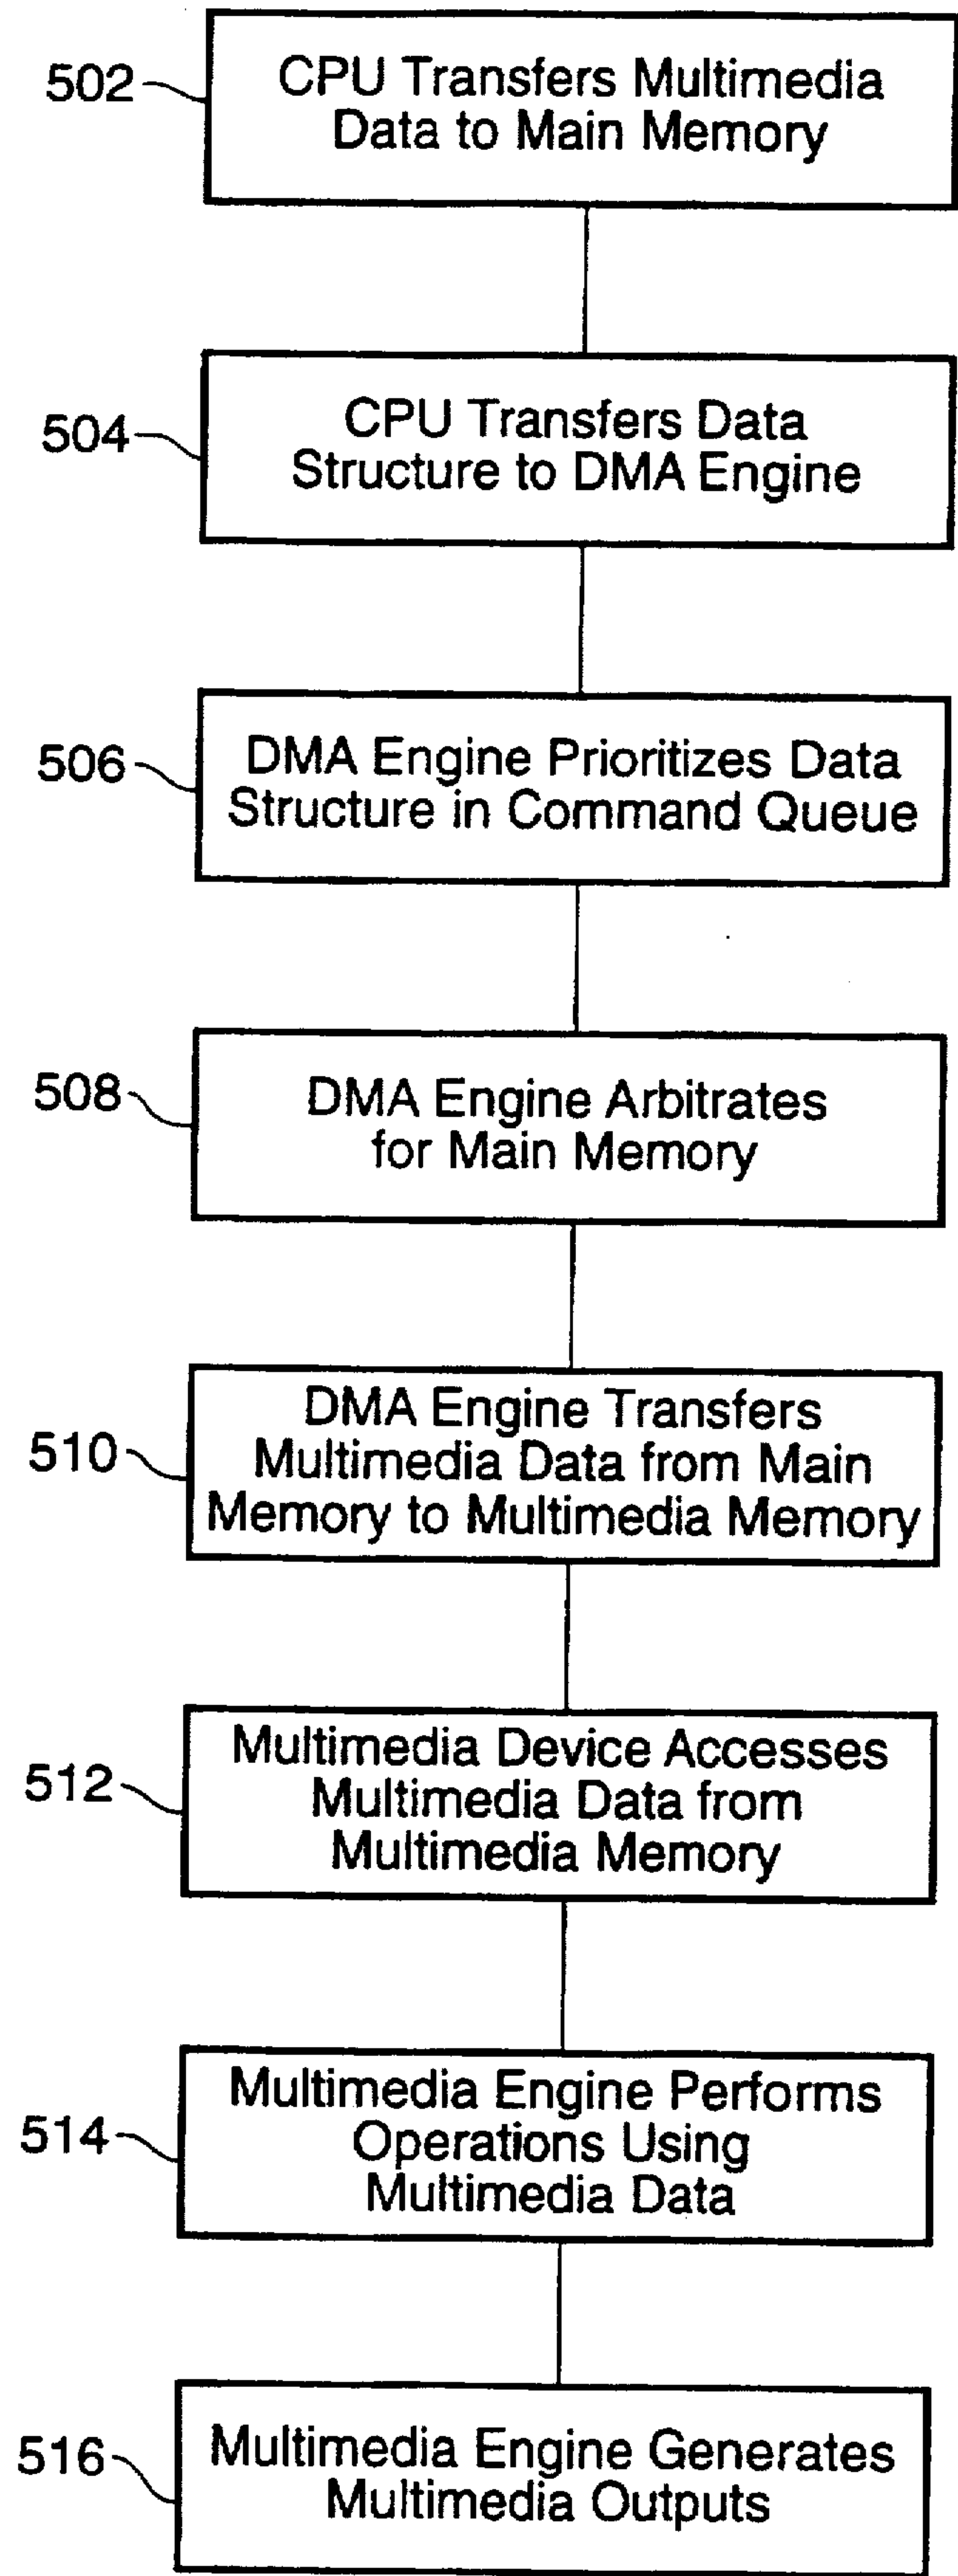 502
CPU Transfers Multimedia
Data to Main Memory
504
CPU Transfers Data
Structure to DMA Engine
506
DMA Engine Prioritizes Data
Structure in Command Queue
508
DMA Engine Arbitrates
for Main Memory
510
DMA Engine Transfers
Multimedia Data from Main
Memory to Multimedia Memory
512
Multimedia Device Accesses
Multimedia Data from
Multimedia Memory
514
Multimedia Engine Performs
Operations Using
Multimedia Data
516
Multimedia Engine Generates
Multimedia Outputs